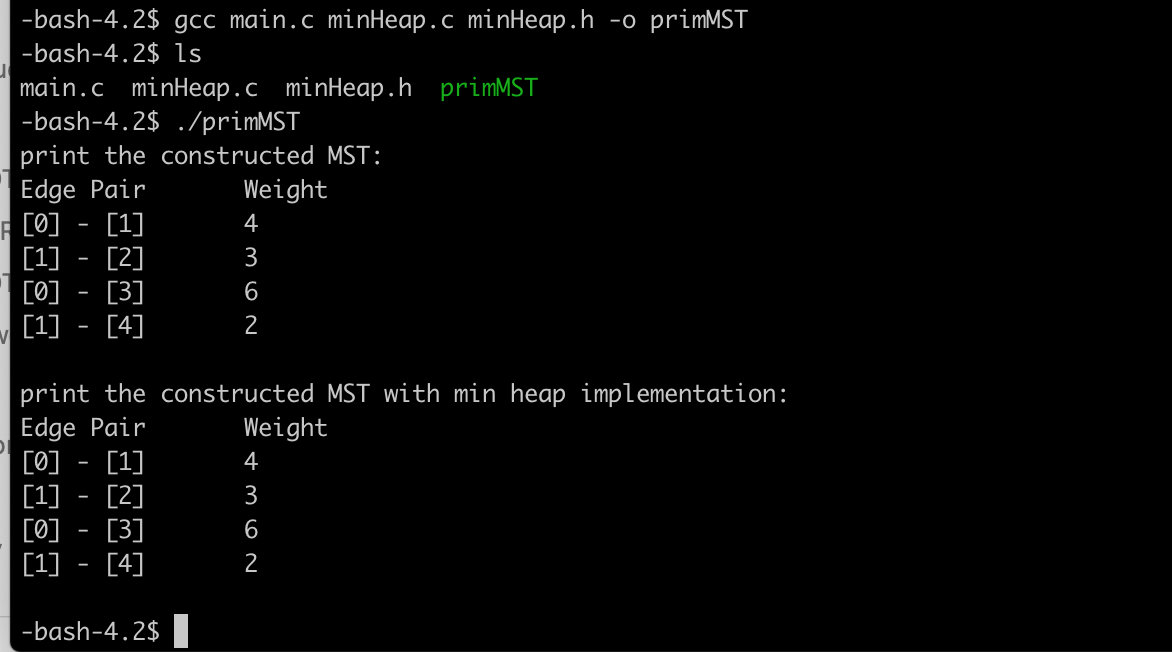 -bash-4.2$ gcc main.c minHeap.c minHeap.h -o primMST
-bash-4.2$ ls
main.c  minHeap.c  minHeap.h  primMST
-bash-4.2$ ./primMST
print the constructed MST:
Edge Pair       Weight
[0] - [1]       4
[1] - [2]       3
[0] - [3]       6
[1] - [4]       2
print the constructed MST with min heap implementation:
Edge Pair       Weight
[0] - [1]       4
[1] - [2]       3
[0] - [3]       6
[1] - [4]       2
-bash-4.2$